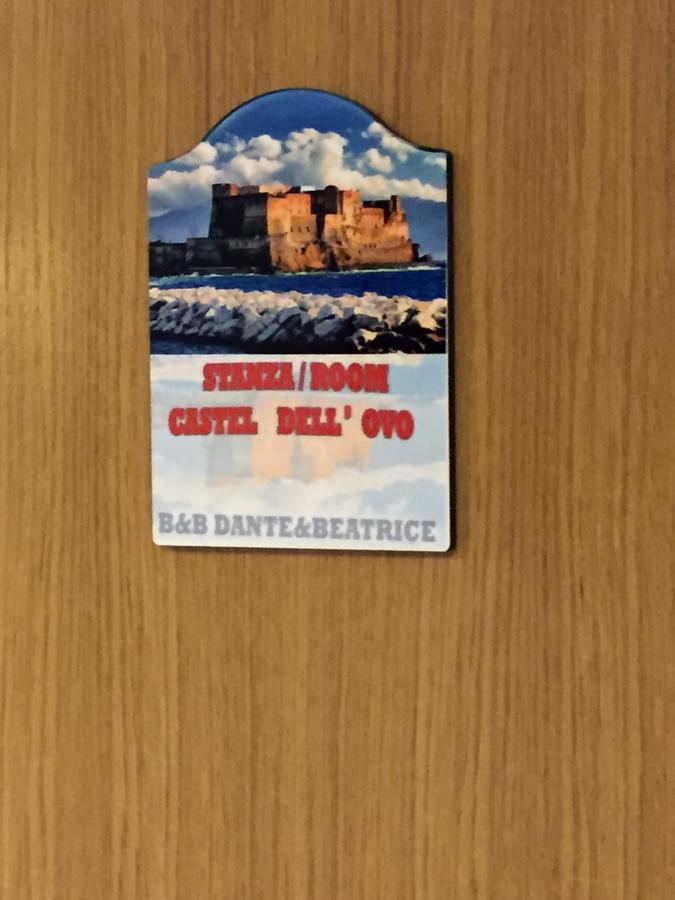 STANZA / ROOM
CASTEL DELL' OVO
B&B DANTE&BEATRICE